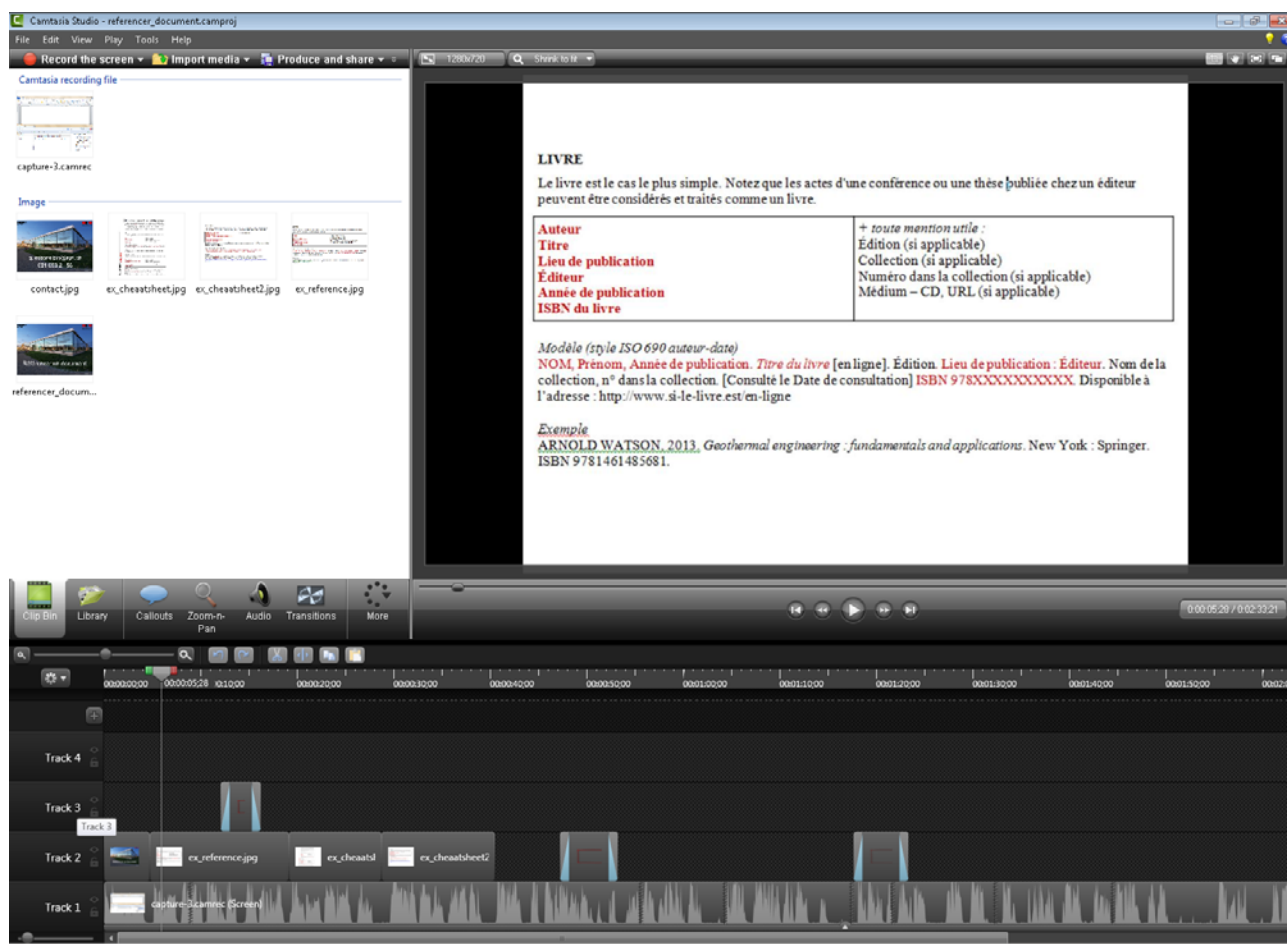 Camtasia Studio - referencer_document.camproj
File Edit View Play Tools Help
Record the screen Import media Produce and share 1280x720 Shrink to fit
Camtasia recording file
capture-3.camrec
Image
contact.jpg ex_cheaatsheet.jpg ex_cheaatsheet2.jpg ex_reference.jpg
referencer_docum...
LIVRE
Le livre est le cas le plus simple. Notez que les actes d'une conférence ou une thèse publiée chez un éditeur
peuvent être considérés et traités comme un livre.
Auteur
Titre
Lieu de publication
Éditeur
Année de publication
ISBN du livre
+ toute mention utile :
Édition (si applicable)
Collection (si applicable)
Numéro dans la collection (si applicable)
Médium – CD, URL (si applicable)
Modèle (style ISO 690 auteur-date)
NOM, Prénom, Année de publication. Titre du livre [en ligne]. Édition. Lieu de publication : Éditeur. Nom de la
collection, n° dans la collection. [Consulté le Date de consultation] ISBN 978XXXXXXXXXX. Disponible à
l'adresse : http://www.si-le-livre.est/en-ligne
Exemple
ARNOLD WATSON, 2013. Geothermal engineering : fundamentals and applications. New York : Springer.
ISBN 9781461485681.
Clip Bin Library Callouts Zoom-n-Pan Audio Transitions More
0:00:05;28 / 0:02:33;21
00:00:00;00 00:00:05;28 10:10;00 00:00:20;00 00:00:30;00 00:00:40;00 00:00:50;00 00:01:00;00 00:01:10;00 00:01:20;00 00:01:30;00 00:01:40;00 00:01:50;00 00:02:0
Track 4
Track 3
Track 3
Track 2 ex_reference.jpg ex_cheaatsl ex_cheaatsheet2
Track 1 capture-3.camrec (Screen)